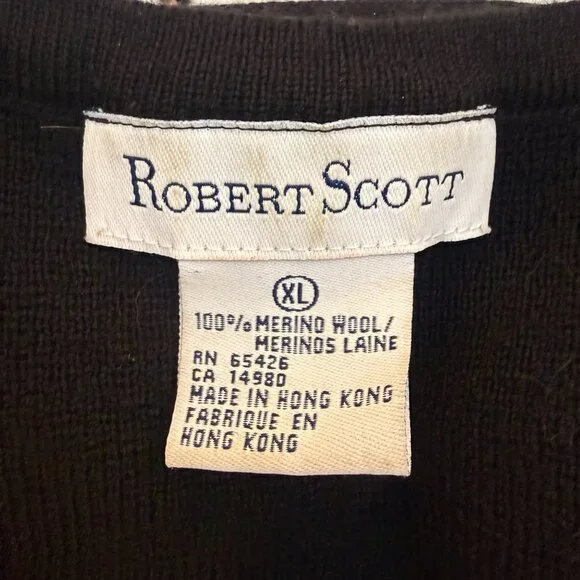 ROBERT SCOTT
XL
100% MERINO WOOL/
MERINOS LAINE
RN 65426
CA 14980
MADE IN HONG KONG
FABRIQUE EN
HONG KONG